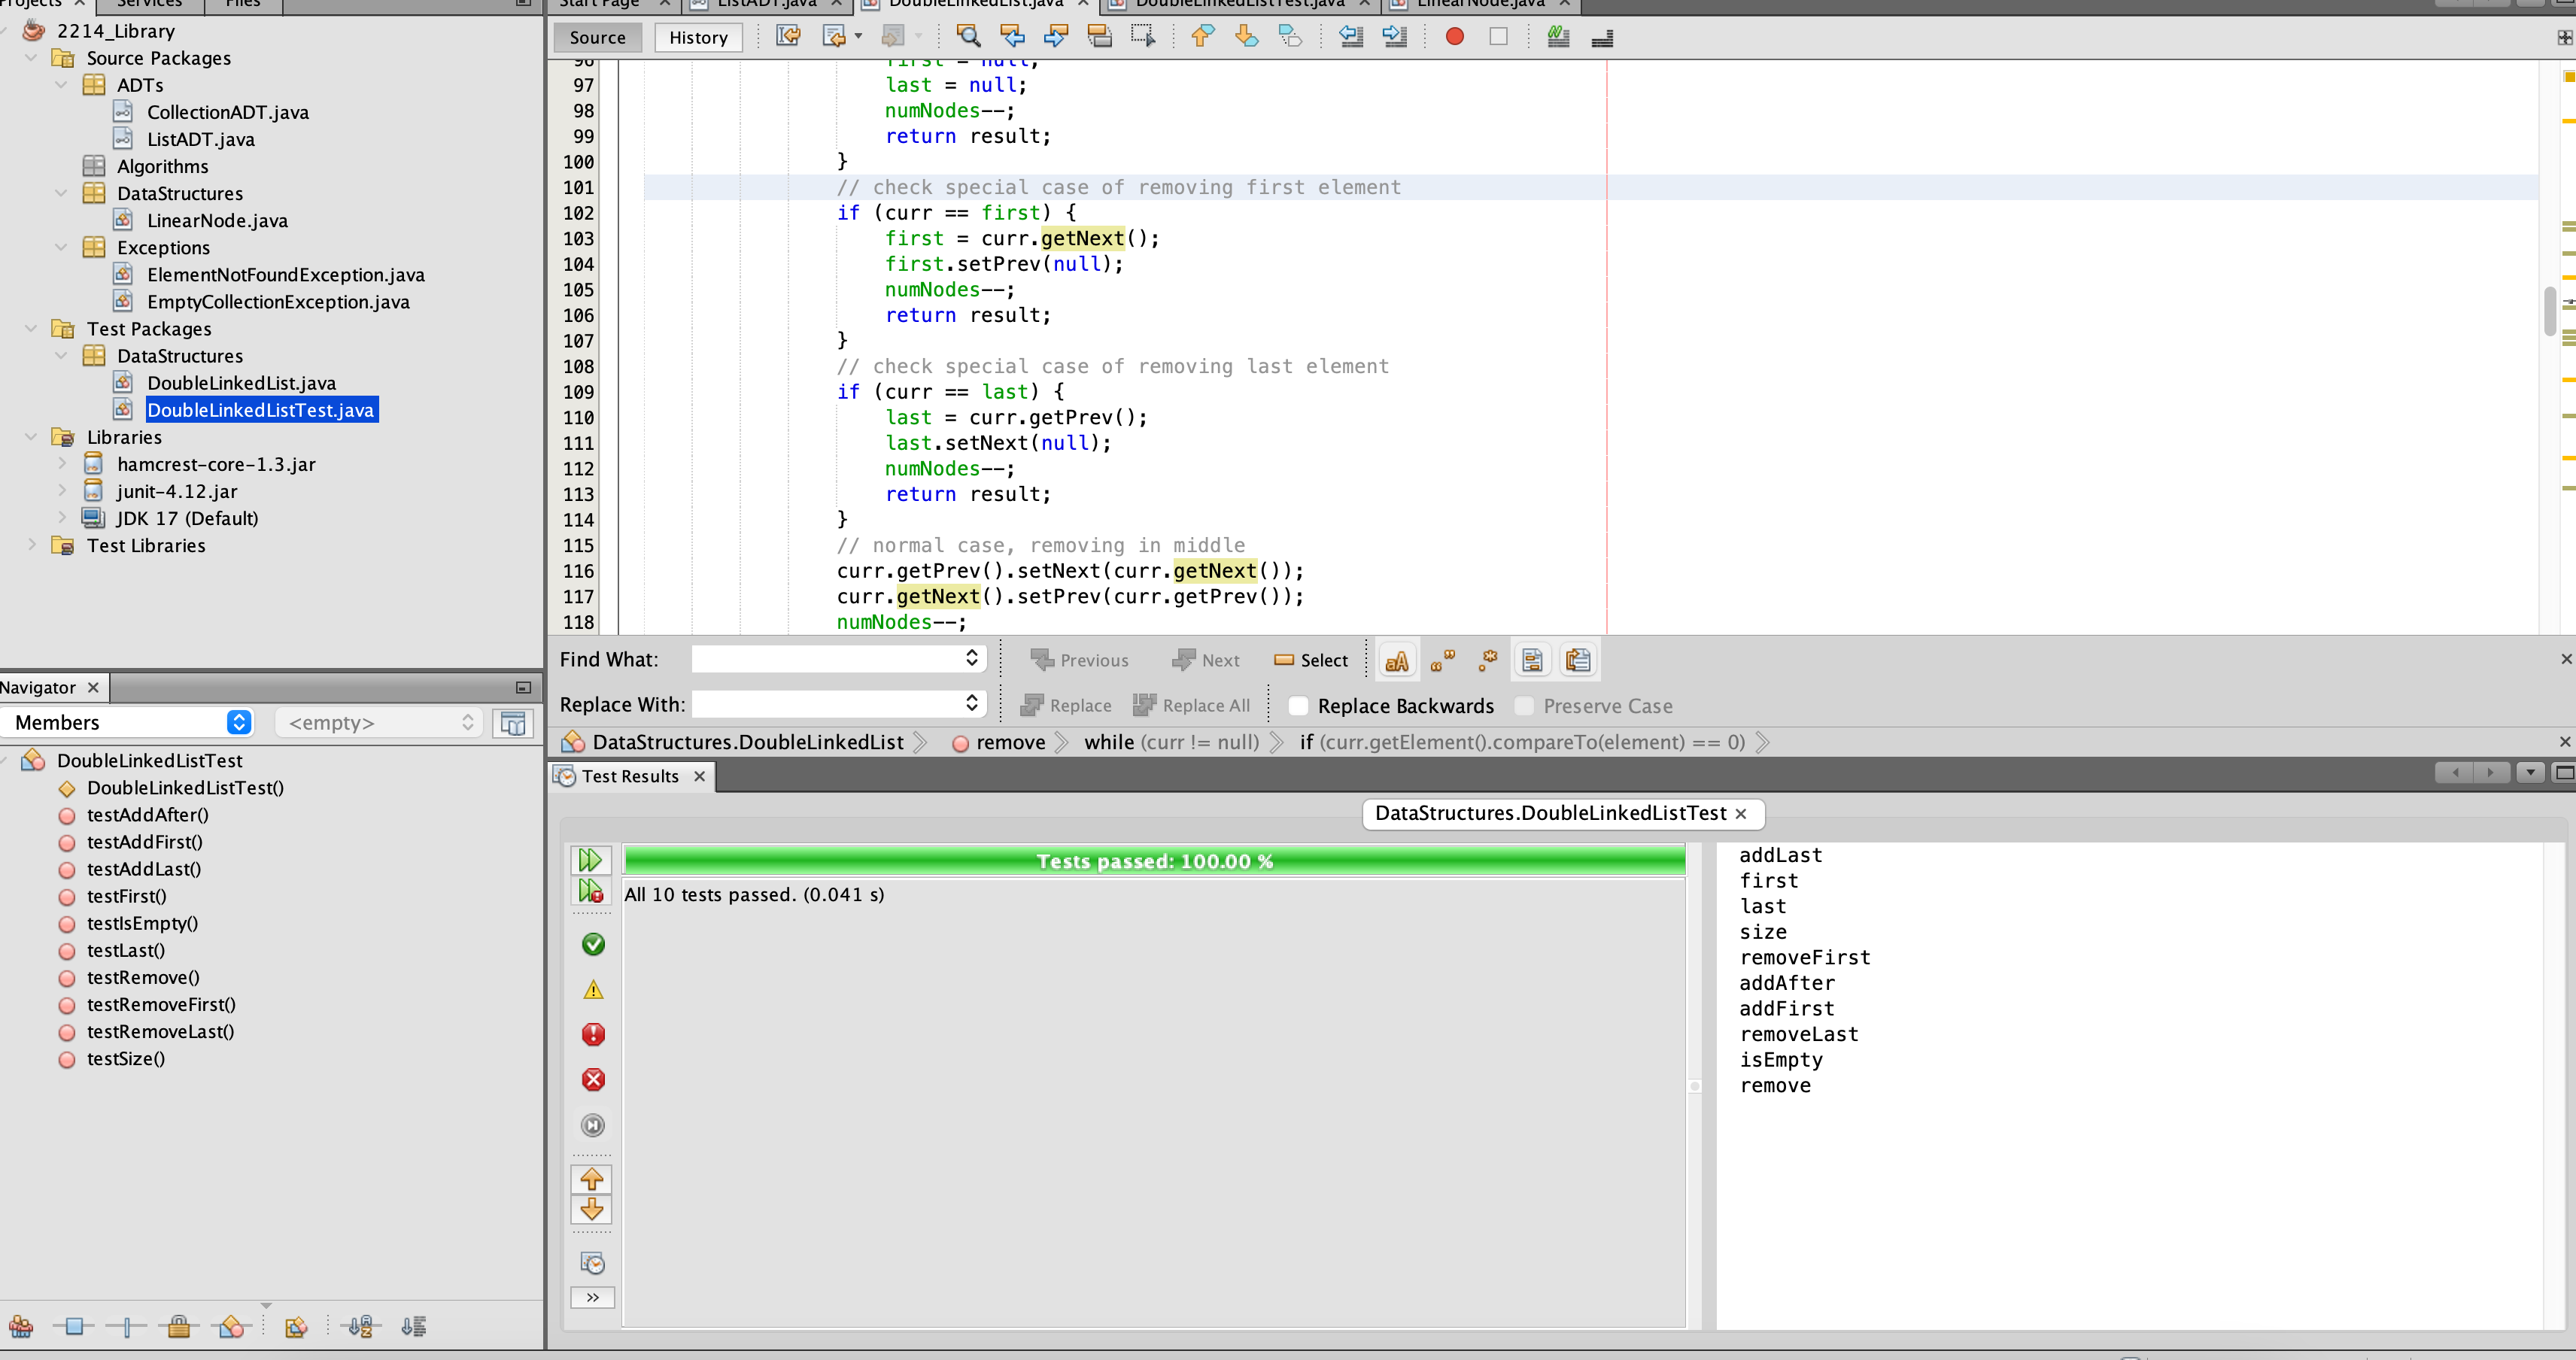 Projects
Services
Files
2214_Library
Source Packages
ADTs
CollectionADT.java
ListADT.java
Algorithms
DataStructures
LinearNode.java
Exceptions
ElementNotFoundException.java
EmptyCollectionException.java
Test Packages
DataStructures
DoubleLinkedList.java
DoubleLinkedListTest.java
Libraries
hamcrest-core-1.3.jar
junit-4.12.jar
JDK 17 (Default)
Test Libraries
Navigator
Members
<empty>
DoubleLinkedListTest
DoubleLinkedListTest()
testAddAfter()
testAddFirst()
testAddLast()
testFirst()
testIsEmpty()
testLast()
testRemove()
testRemoveFirst()
testRemoveLast()
testSize()
Start Page
ListADT.java
DoubleLinkedList.java
DoubleLinkedListTest.java
LinearNode.java
Source
History
96 first = null;
97 last = null;
98 numNodes--;
99 return result;
100 }
101 // check special case of removing first element
102 if (curr == first) {
103 first = curr.getNext();
104 first.setPrev(null);
105 numNodes--;
106 return result;
107 }
108 // check special case of removing last element
109 if (curr == last) {
110 last = curr.getPrev();
111 last.setNext(null);
112 numNodes--;
113 return result;
114 }
115 // normal case, removing in middle
116 curr.getPrev().setNext(curr.getNext());
117 curr.getNext().setPrev(curr.getPrev());
118 numNodes--;
Find What:
Previous
Next
Select
aA
Replace With:
Replace
Replace All
Replace Backwards
Preserve Case
DataStructures.DoubleLinkedList
remove
while (curr != null)
if (curr.getElement().compareTo(element) == 0)
Test Results
DataStructures.DoubleLinkedListTest
Tests passed: 100.00 %
All 10 tests passed. (0.041 s)
addLast
first
last
size
removeFirst
addAfter
addFirst
removeLast
isEmpty
remove